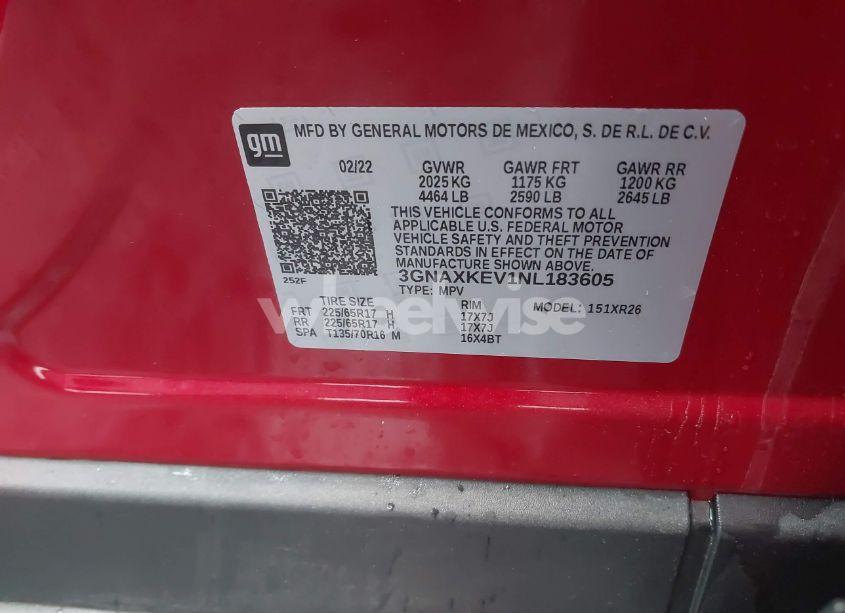 gm MFD BY GENERAL MOTORS DE MEXICO, S. DE R.L. DE C.V.
02/22 GVWR GAWR FRT GAWR RR
2025 KG 1175 KG 1200 KG
4464 LB 2590 LB 2645 LB
THIS VEHICLE CONFORMS TO ALL
APPLICABLE U.S. FEDERAL MOTOR
VEHICLE SAFETY AND THEFT PREVENTION
STANDARDS IN EFFECT ON THE DATE OF
MANUFACTURE SHOWN ABOVE.
252F 3GNAXKEV1NL183605
TYPE: MPV
TIRE SIZE RIM MODEL: 151XR26
FRT 225/65R17 H 17X7J
RR 225/65R17 H 17X7J
SPA T135/70R16 M 16X4BT
wheelwise